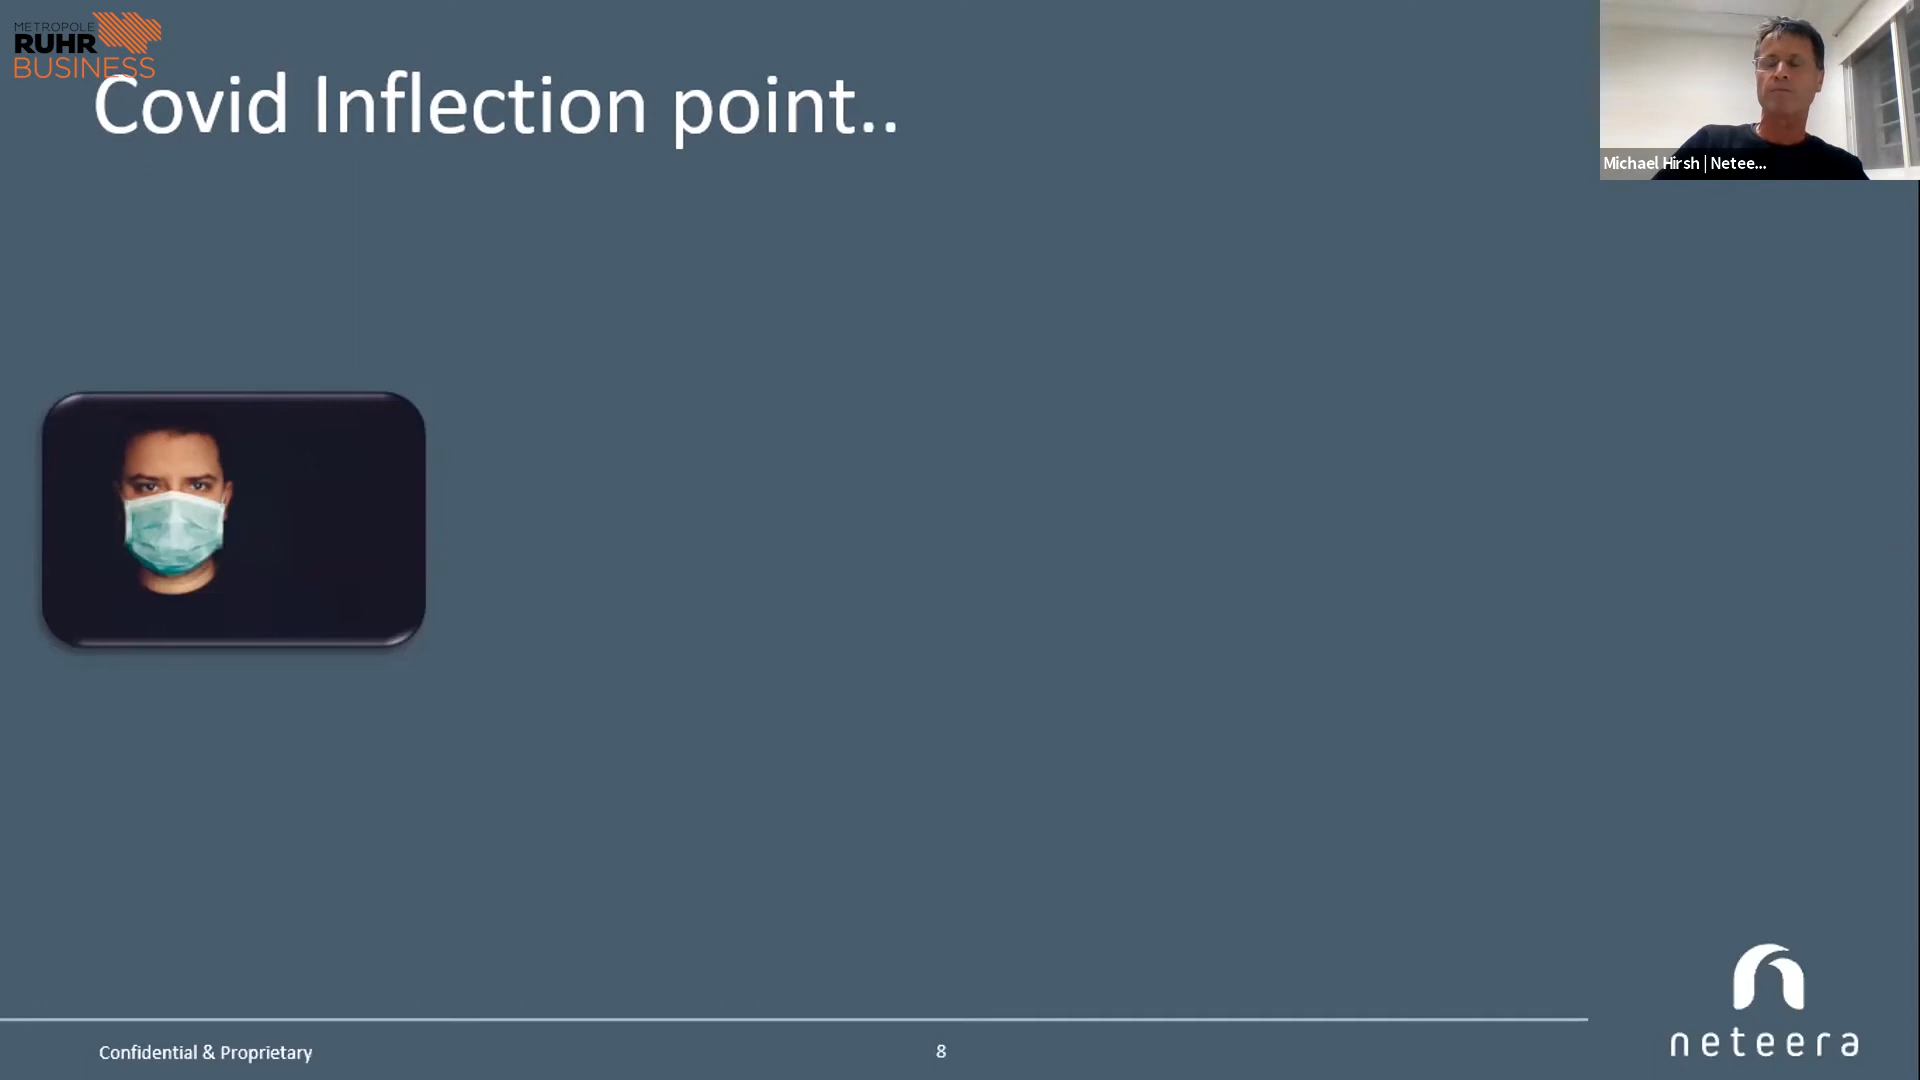 METROPOLE
RUHR
BUSINESS
Covid Inflection point..
Michael Hirsh | Netee...
Confidential & Proprietary
8
neteera